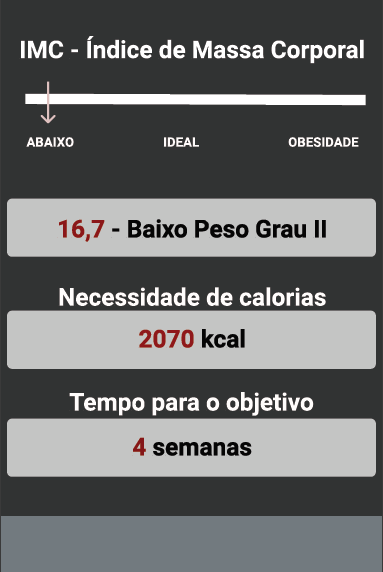 IMC - Índice de Massa Corporal
ABAIXO IDEAL OBESIDADE
16,7 - Baixo Peso Grau II
Necessidade de calorias
2070 kcal
Tempo para o objetivo
4 semanas